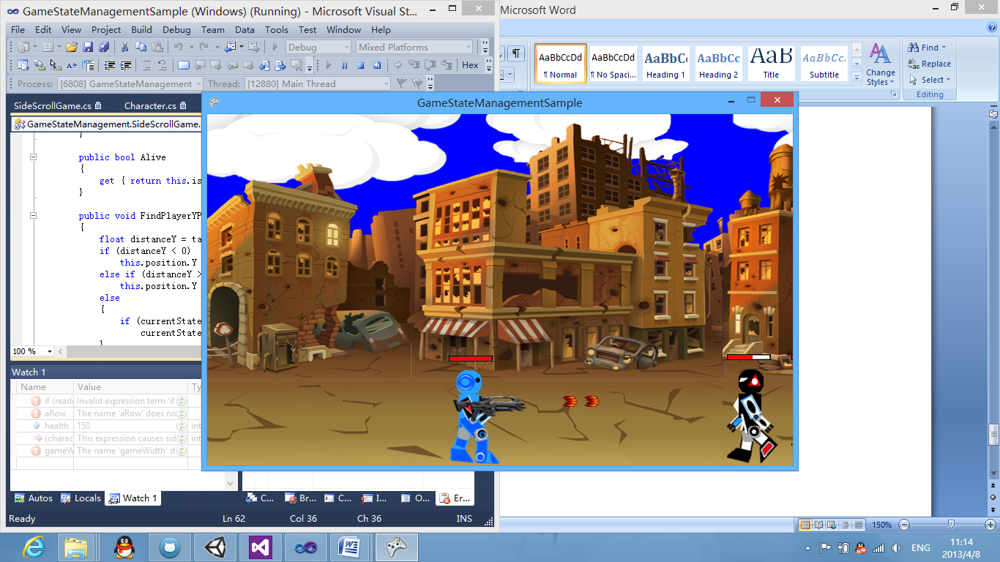 GameStateManagementSample (Windows) (Running) - Microsoft Visual St...
File Edit View Project Build Debug Team Data Tools Test Window Help
Debug Mixed Platforms
Hex
Process: [6808] GameStateManagement Thread: [12880] Main Thread
SideScrollGame.cs Character.cs
GameStateManagement.SideScrollGame.
}
public bool Alive
{
get { return this.is
}
public void FindPlayerYP
{
float distanceY = ta
if (distanceY < 0)
this.position.Y
else if (distanceY >
this.position.Y
else
{
if (currentState
currentState
}
100 %
Watch 1
Name Value Ty
if (read Invalid expression term 'if
aRow The name 'aRow' does no
health 150 int
(charac This expression causes sid int
gameW The name 'gameWidth' d
Autos Locals Watch 1
C... Br... C... I... O... Er...
Ready Ln 62 Col 36 Ch 36 INS
Microsoft Word
AaBbCcDd AaBbCcDd AaBbC AaBbCc AaB AaBbCc.
¶ Normal ¶ No Spaci... Heading 1 Heading 2 Title Subtitle
Change
Styles
Find
Replace
Select
Editing
GameStateManagementSample
150%
ENG
11:14
2013/4/8